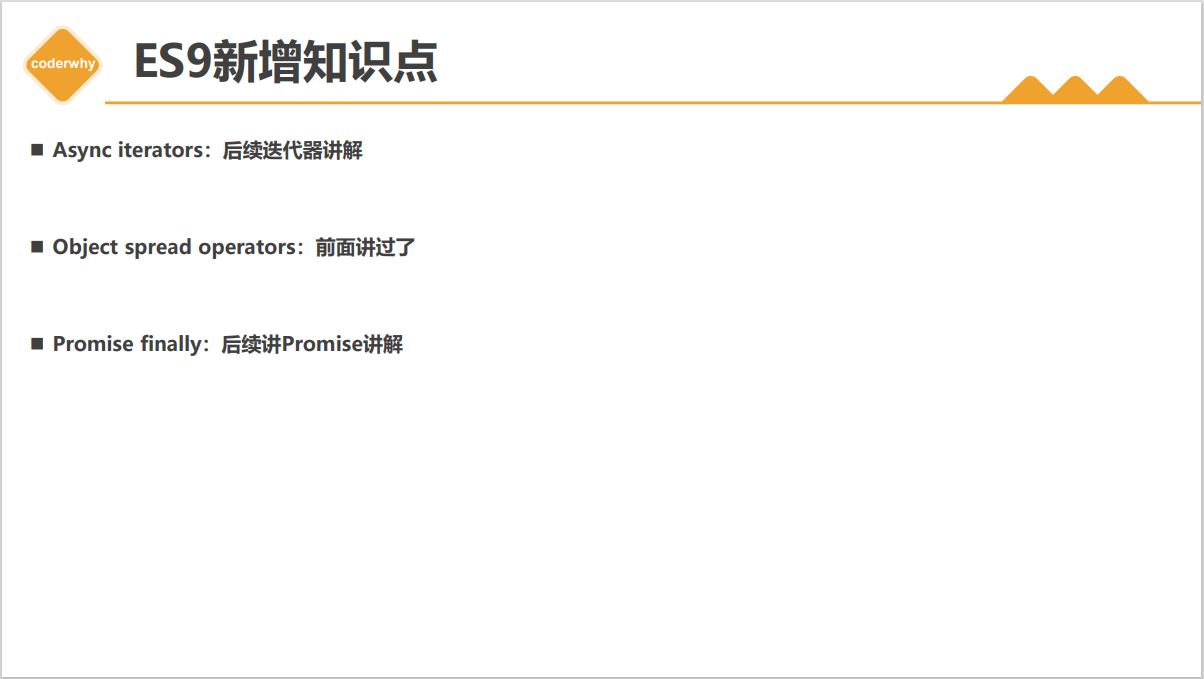 coderwhy
ES9新增知识点
Async iterators：后续迭代器讲解
Object spread operators：前面讲过了
Promise finally：后续讲Promise讲解